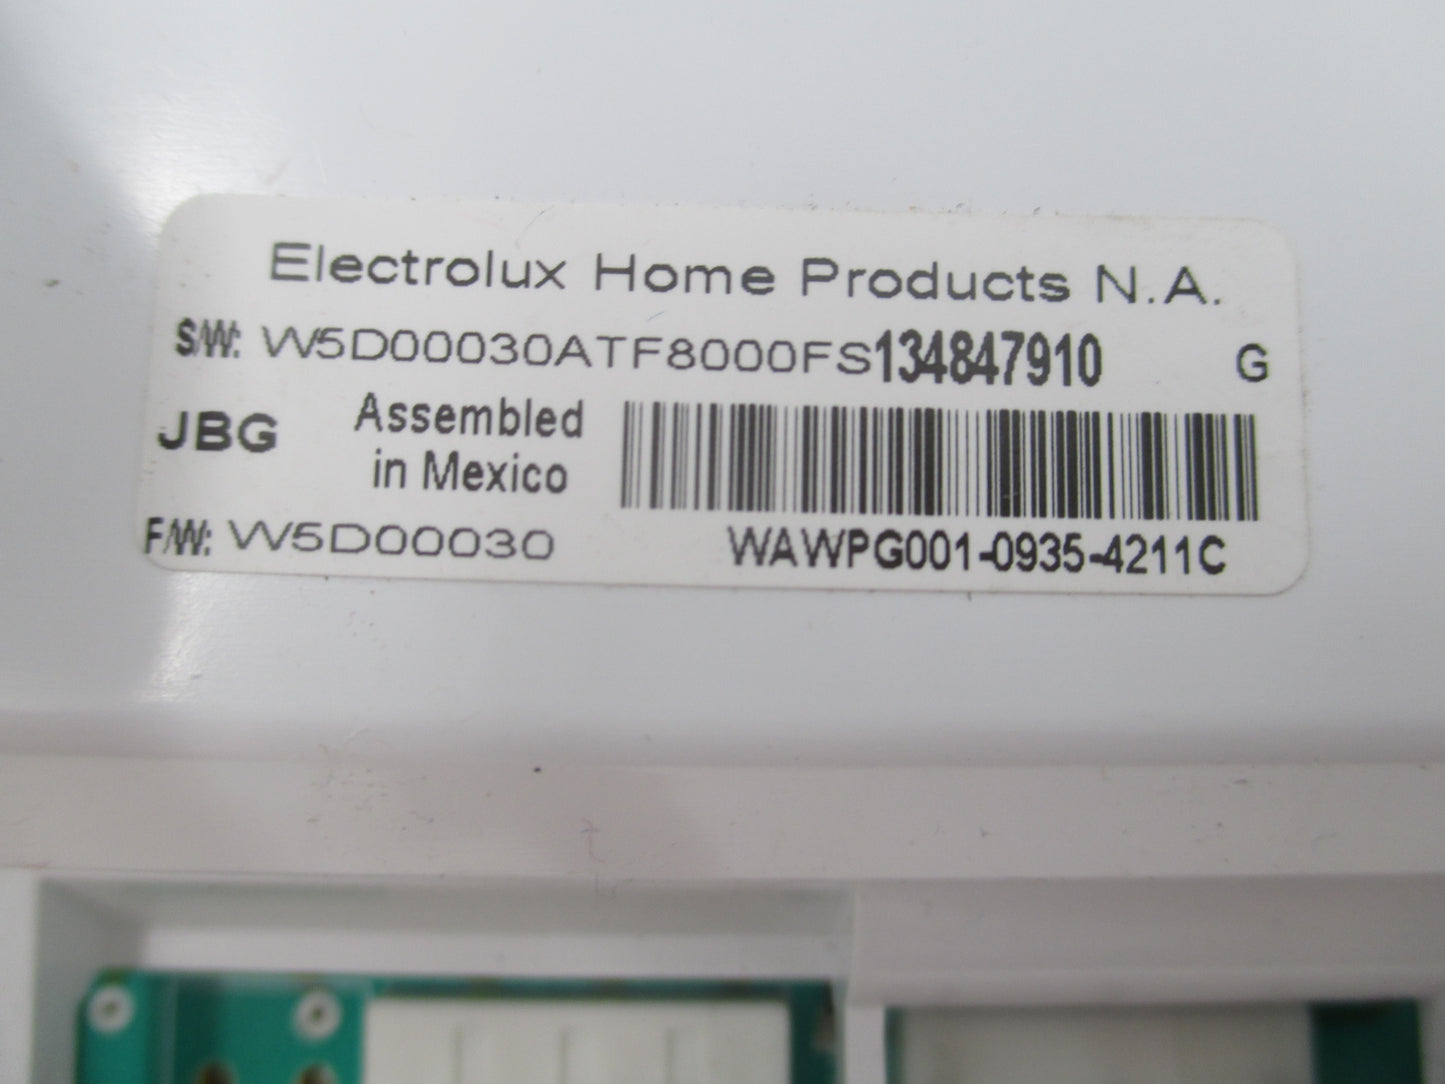 Electrolux Home Products N.A.
S/W: W5D00030ATF8000FS134847910 G
JBG Assembled
in Mexico
F/W: W5D00030 WAWPG001-0935-4211C